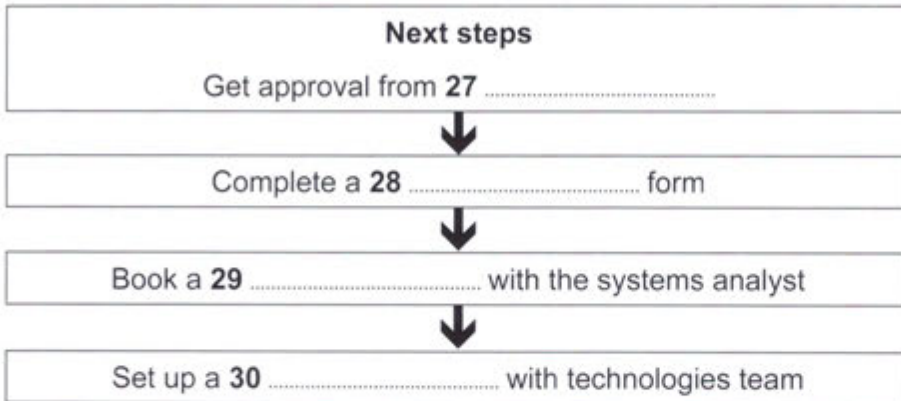 Next steps
Get approval from 27 ........................................
Complete a 28 ........................................ form
Book a 29 ........................................ with the systems analyst
Set up a 30 ........................................ with technologies team